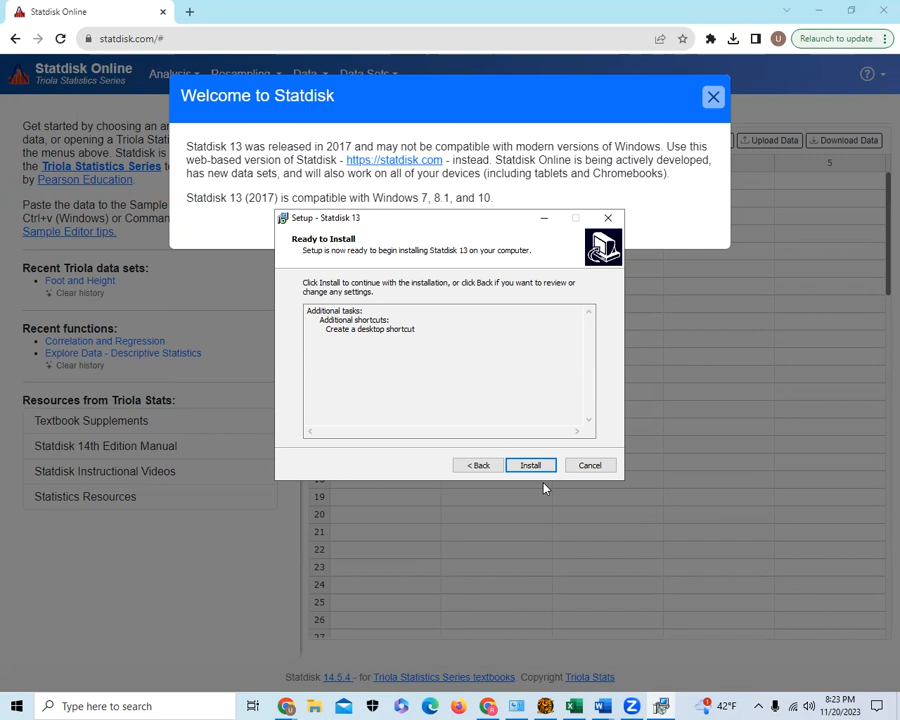 Statdisk Online
statdisk.com/#
Relaunch to update
Statdisk Online
Triola Statistics Series
Analysis
Resampling
Data
Data Sets
Welcome to Statdisk
Get started by choosing an an
data, or opening a Triola Statis
the menus above. Statdisk is
the Triola Statistics Series
by Pearson Education.
Paste the data to the Sample
Ctrl+v (Windows) or Comman
Sample Editor tips.
Recent Triola data sets:
Foot and Height
Clear history
Recent functions:
Correlation and Regression
Explore Data - Descriptive Statistics
Clear history
Resources from Triola Stats:
Textbook Supplements
Statdisk 14th Edition Manual
Statdisk Instructional Videos
Statistics Resources
Statdisk 13 was released in 2017 and may not be compatible with modern versions of Windows. Use this
web-based version of Statdisk - https://statdisk.com - instead. Statdisk Online is being actively developed,
has new data sets, and will also work on all of your devices (including tablets and Chromebooks).
Statdisk 13 (2017) is compatible with Windows 7, 8.1, and 10.
Upload Data
Download Data
5
Setup - Statdisk 13
Ready to Install
Setup is now ready to begin installing Statdisk 13 on your computer.
Click Install to continue with the installation, or click Back if you want to review or
change any settings.
Additional tasks:
Additional shortcuts:
Create a desktop shortcut
< Back
Install
Cancel
19
20
21
22
23
24
25
26
27
Statdisk 14.5.4 - for Triola Statistics Series textbooks. Copyright Triola Stats
Type here to search
42°F
8:23 PM
11/20/2023